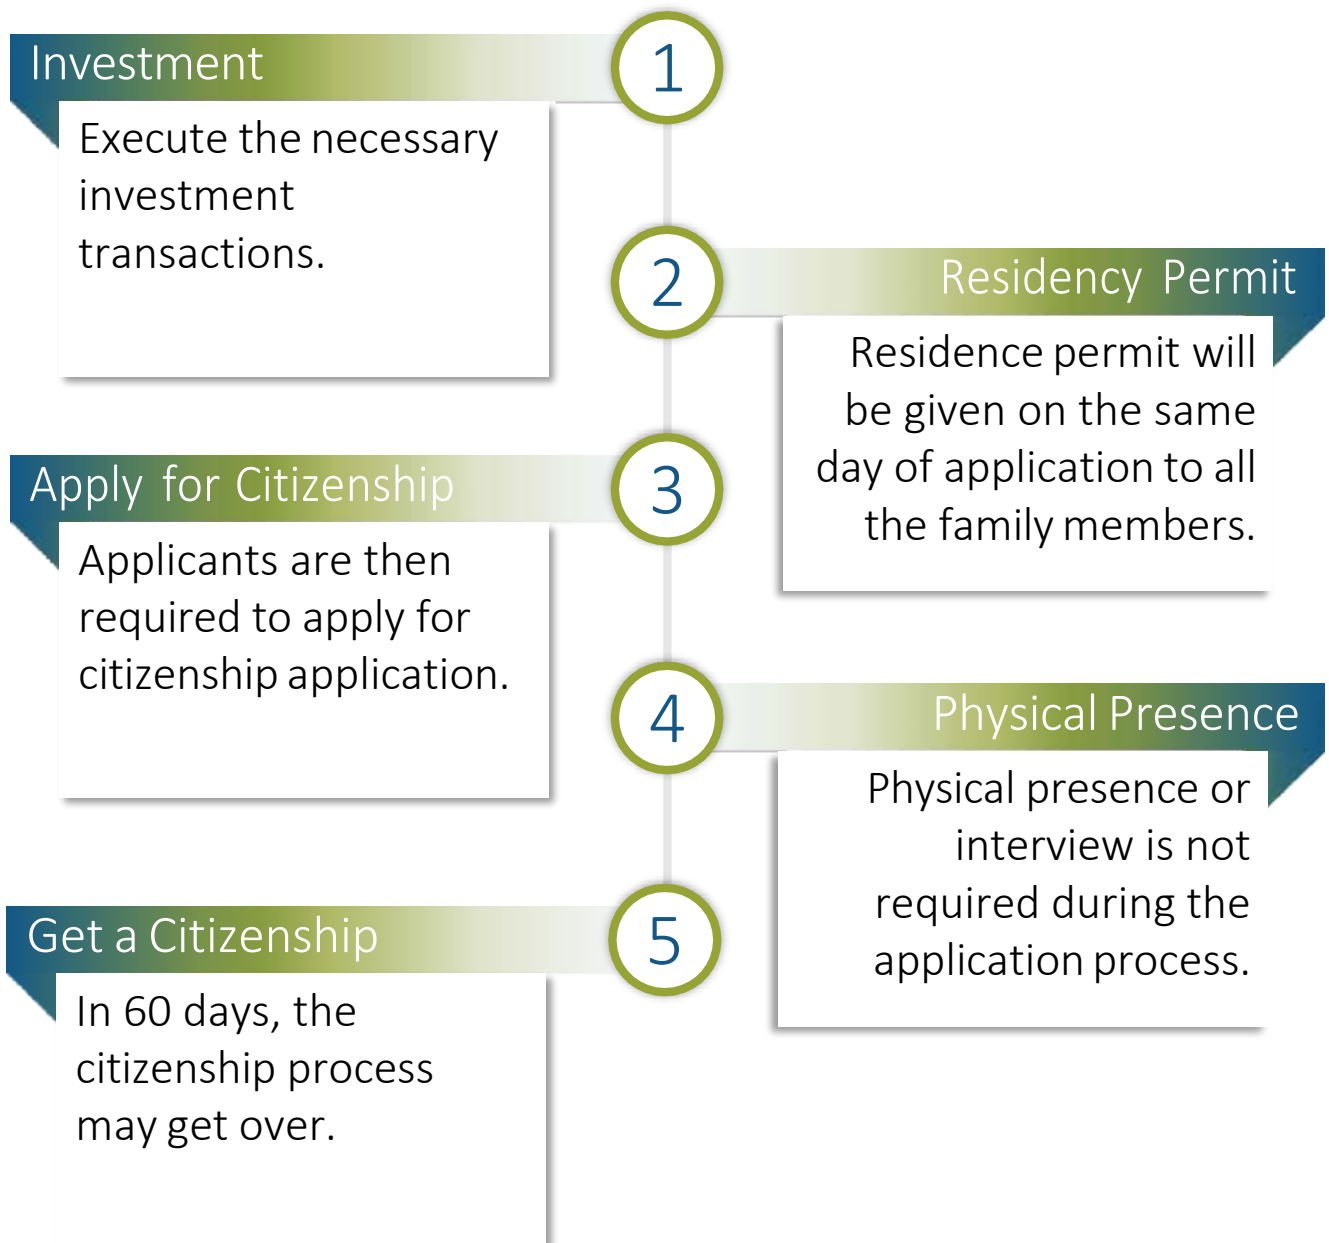 1
Investment
Execute the necessary
investment
transactions.
2
Residency Permit
Residence permit will
be given on the same
day of application to all
the family members.
3
Apply for Citizenship
Applicants are then
required to apply for
citizenship application.
4
Physical Presence
Physical presence or
interview is not
required during the
application process.
5
Get a Citizenship
In 60 days, the
citizenship process
may get over.